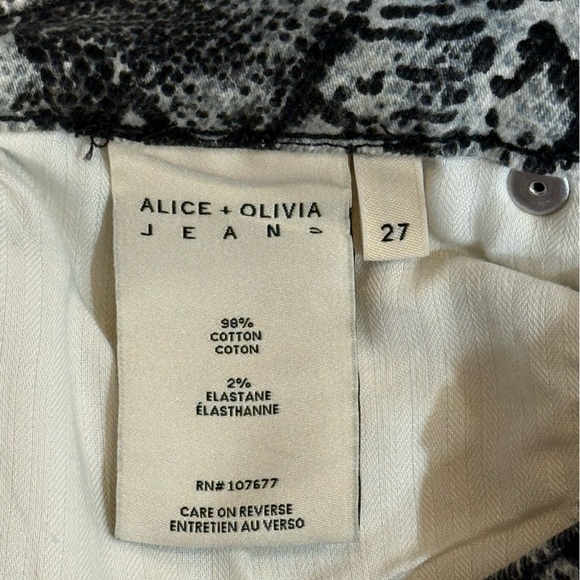 ALICE + OLIVIA
JEANS
27
98%
COTTON
COTON
2%
ELASTANE
ÉLASTHANNE
RN# 107677
CARE ON REVERSE
ENTRETIEN AU VERSO